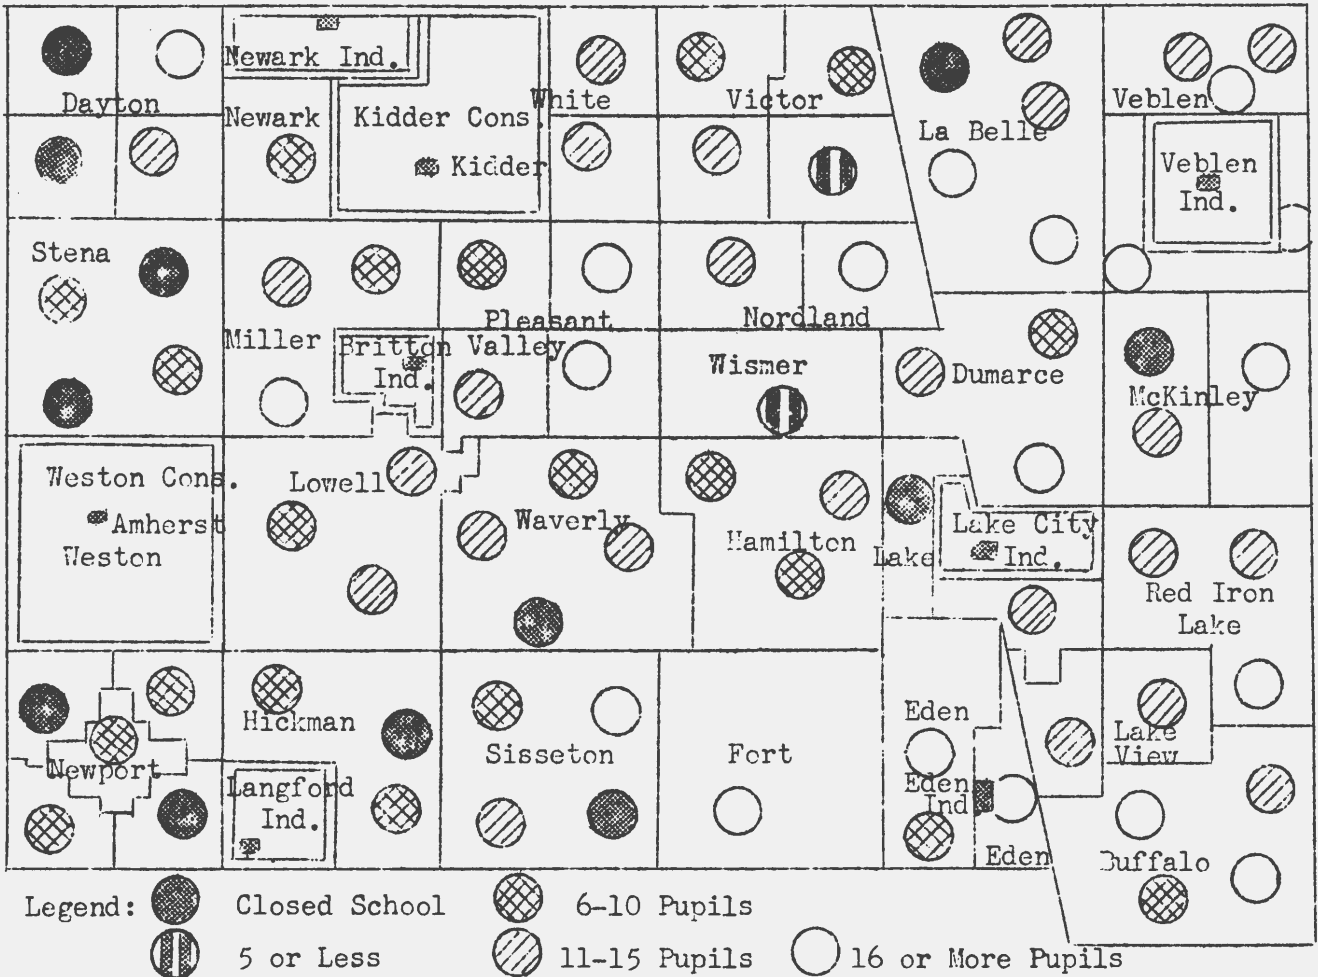 Newark Ind.
Dayton
Newark
Kidder Cons.
Kidder
White
Victor
La Belle
Veblen
Veblen
Ind.
Stena
Miller
Britton
Ind.
Pleasant
Valley
Nordland
Wismer
Dumarce
McKinley
Weston Cons.
Amherst
Weston
Lowell
Waverly
Hamilton
Lake
Lake City
Ind.
Red Iron
Lake
Newport
Hickman
Langford
Ind.
Sisseton
Fort
Eden
Eden
Ind
Eden
Lake
View
Buffalo
Legend:
Closed School
6-10 Pupils
5 or Less
11-15 Pupils
16 or More Pupils